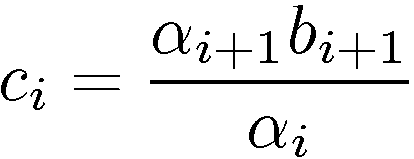 $c_i = \frac{\alpha_{i+1} b_{i+1}}{\alpha_i}$